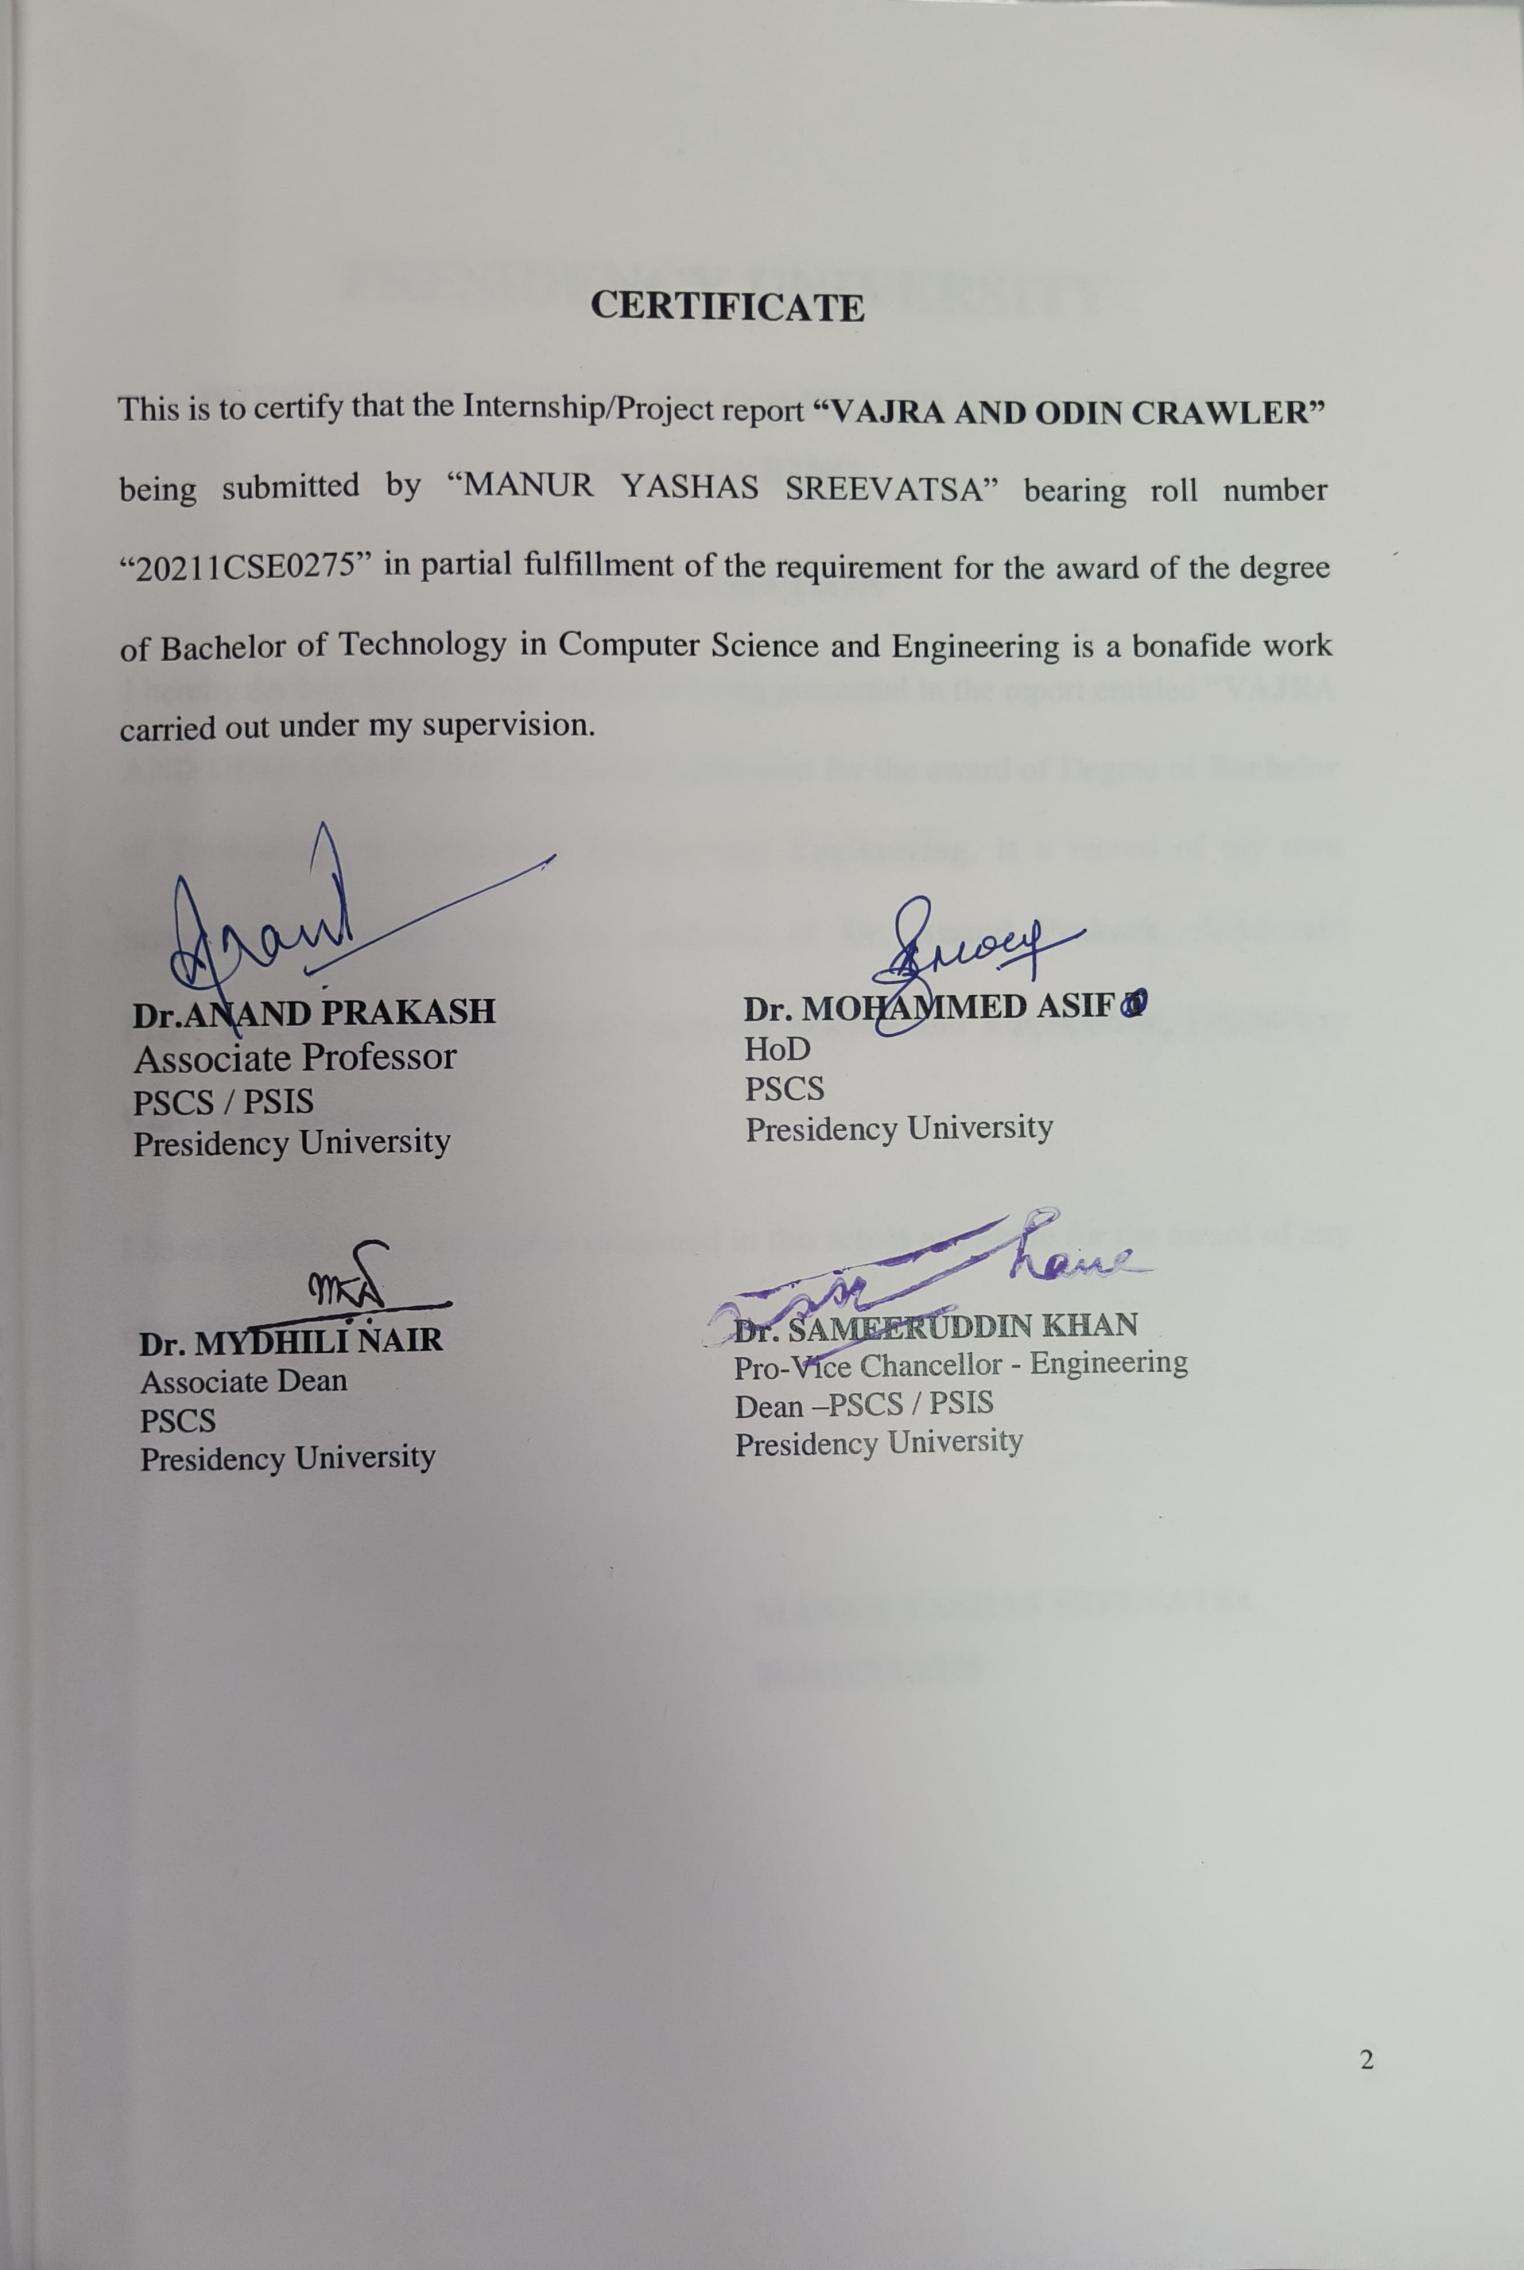 CERTIFICATE
This is to certify that the Internship/Project report “VAJRA AND ODIN CRAWLER”
being submitted by “MANUR YASHAS SREEVATSA” bearing roll number
“20211CSE0275” in partial fulfillment of the requirement for the award of the degree
of Bachelor of Technology in Computer Science and Engineering is a bonafide work
carried out under my supervision.
Dr.ANAND PRAKASH
Associate Professor
PSCS / PSIS
Presidency University
Dr. MOHAMMED ASIF
HoD
PSCS
Presidency University
Dr. MYDHILI NAIR
Associate Dean
PSCS
Presidency University
Dr. SAMEERUDDIN KHAN
Pro-Vice Chancellor - Engineering
Dean –PSCS / PSIS
Presidency University
2